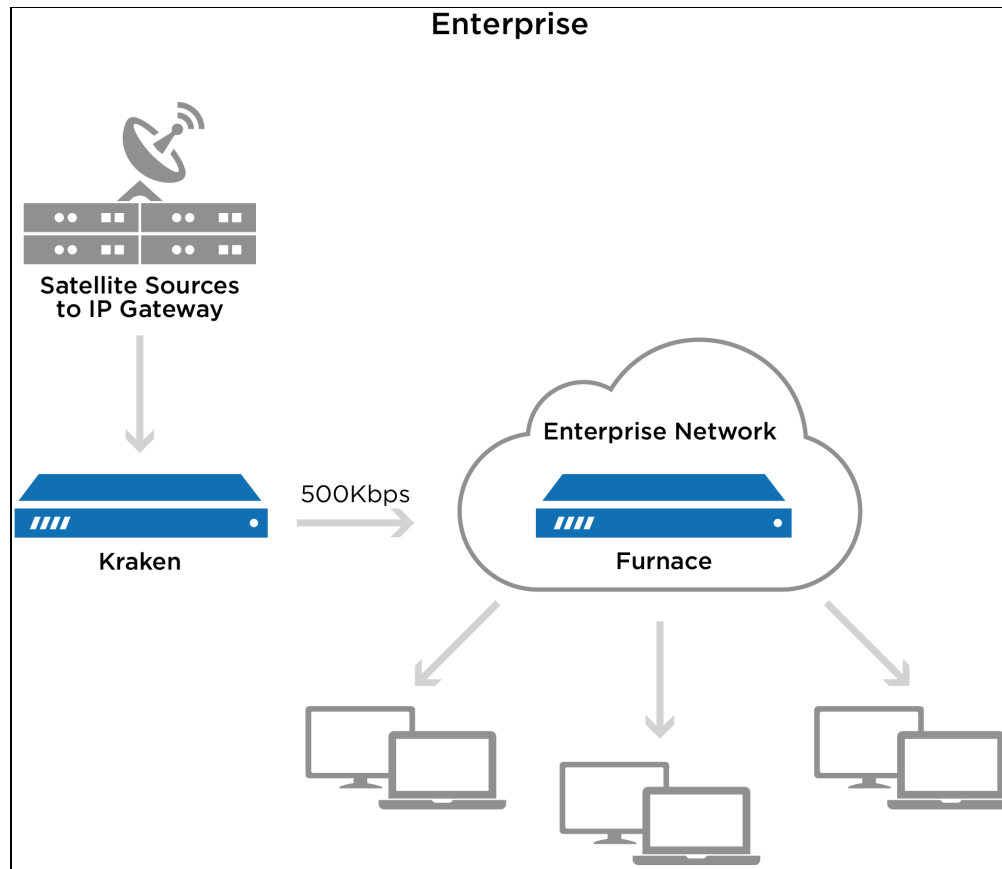 Enterprise
Satellite Sources
to IP Gateway
Enterprise Network
500Kbps
Kraken
Furnace